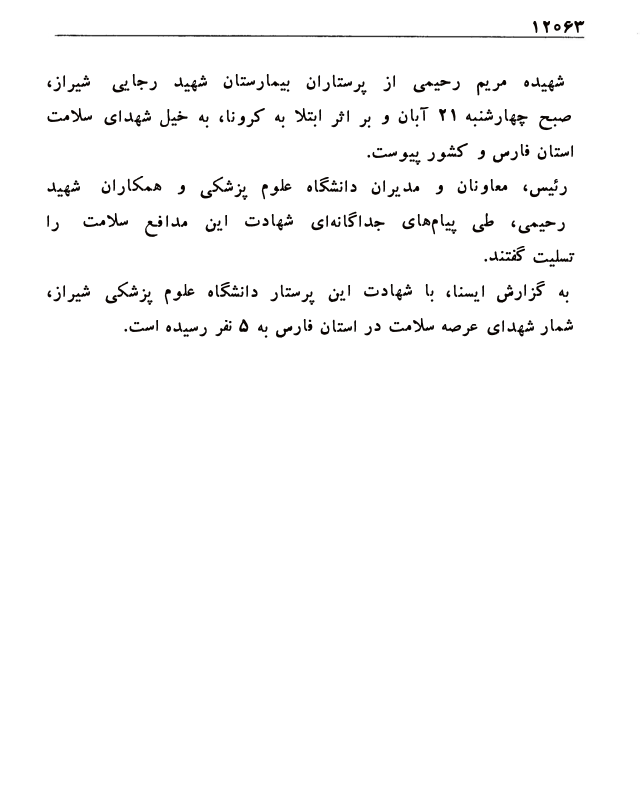 ۱۲۰۶۳
شهیده مریم رحیمی از پرستاران بیمارستان شهید رجایی شیراز،
صبح چهارشنبه ۲۱ آبان و بر اثر ابتلا به کرونا، به خیل شهدای سلامت
استان فارس و کشور پیوست.
رئیس، معاونان و مدیران دانشگاه علوم پزشکی و همکاران شهید
رحیمی، طی پیام‌های جداگانه‌ای شهادت این مدافع سلامت را
تسلیت گفتند.
به گزارش ایسنا، با شهادت این پرستار دانشگاه علوم پزشکی شیراز،
شمار شهدای عرصه سلامت در استان فارس به ۵ نفر رسیده است.